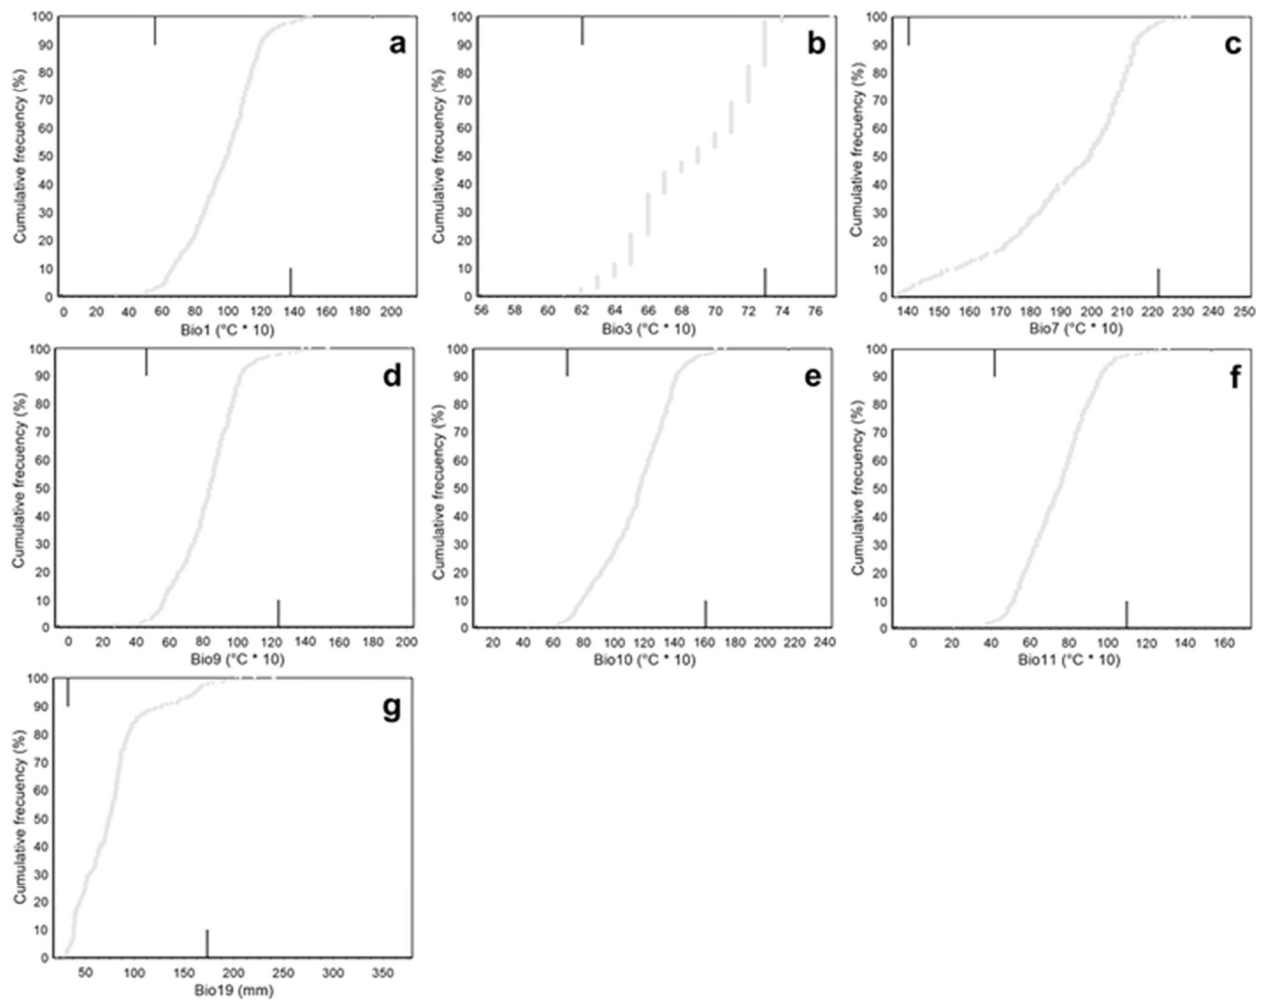 a
Cumulative frecuency (%)
100
90
80
70
60
50
40
30
20
10
0
0 20 40 60 80 100 120 140 160 180 200
Bio1 (°C * 10)
b
Cumulative frecuency (%)
100
90
80
70
60
50
40
30
20
10
0
56 58 60 62 64 66 68 70 72 74 76
Bio3 (°C * 10)
c
Cumulative frecuency (%)
100
90
80
70
60
50
40
30
20
10
0
140 150 160 170 180 190 200 210 220 230 240 250
Bio7 (°C * 10)
d
Cumulative frecuency (%)
100
90
80
70
60
50
40
30
20
10
0
0 20 40 60 80 100 120 140 160 180 200
Bio9 (°C * 10)
e
Cumulative frecuency (%)
100
90
80
70
60
50
40
30
20
10
0
20 40 60 80 100 120 140 160 180 200 220 240
Bio10 (°C * 10)
f
Cumulative frecuency (%)
100
90
80
70
60
50
40
30
20
10
0
0 20 40 60 80 100 120 140 160
Bio11 (°C * 10)
g
Cumulative frecuency (%)
100
90
80
70
60
50
40
30
20
10
0
50 100 150 200 250 300 350
Bio19 (mm)